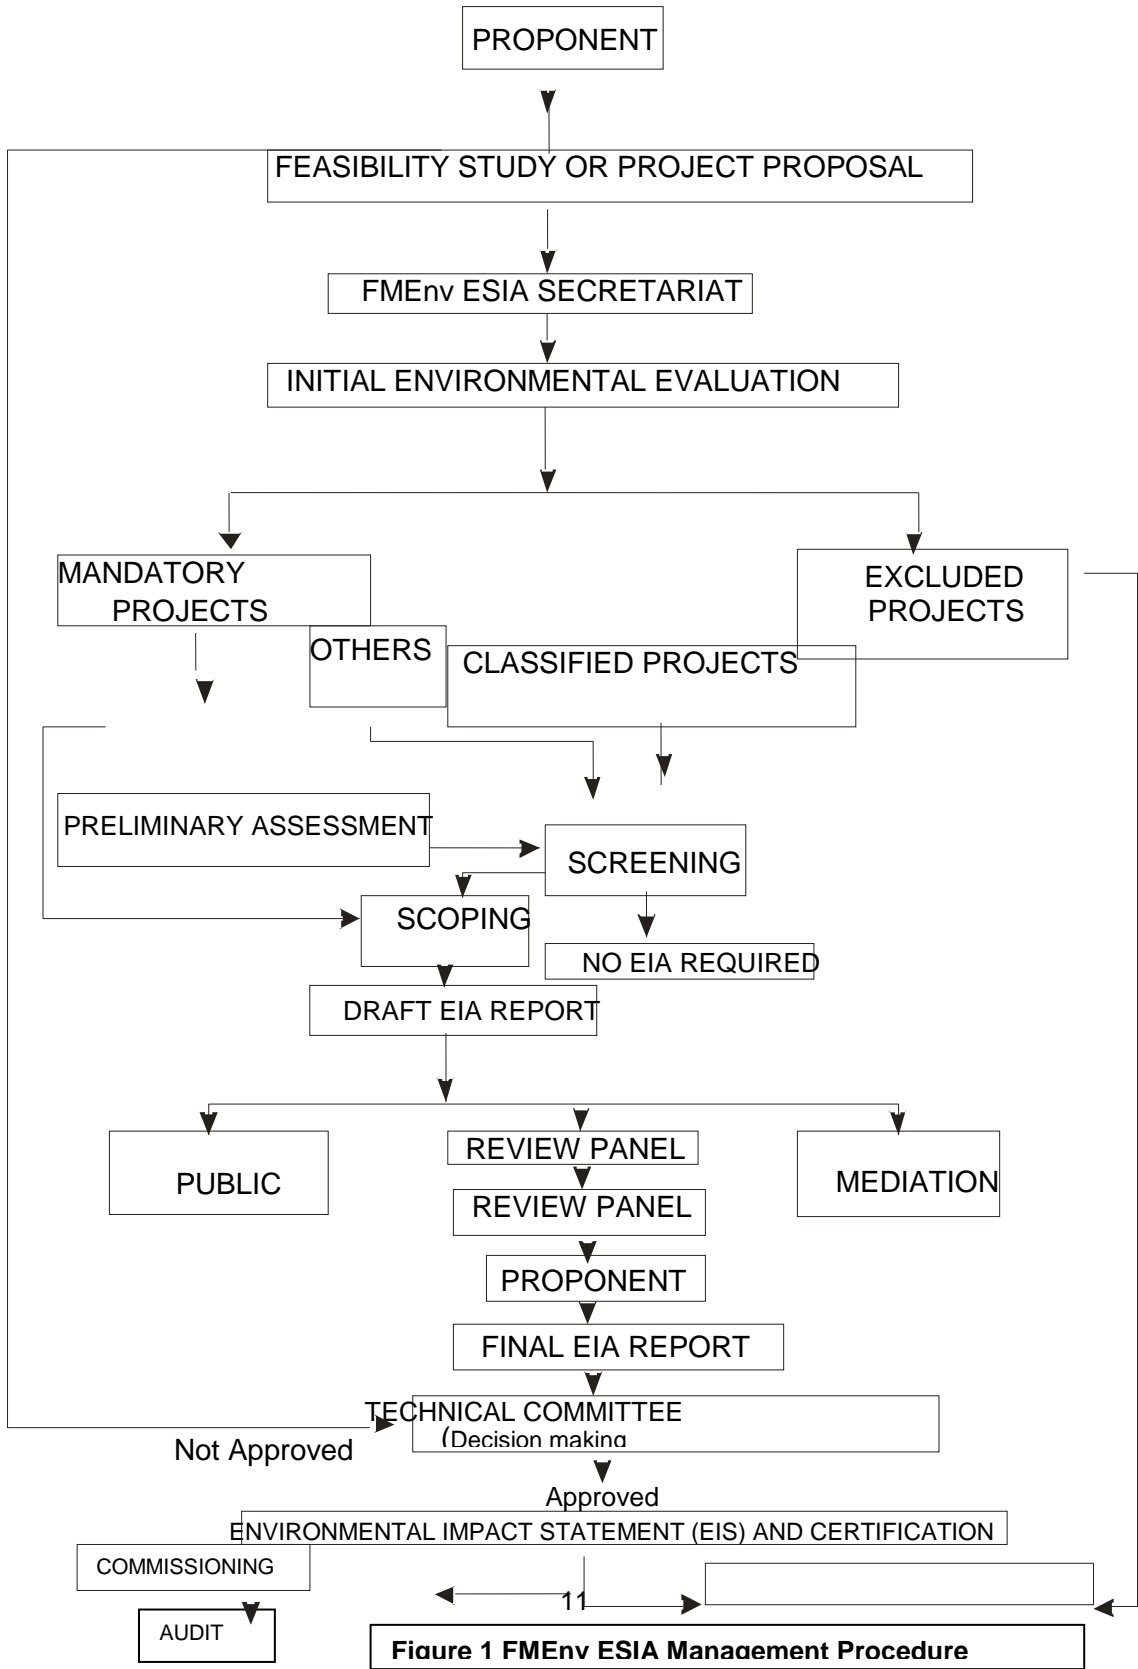 PROPONENT
FEASIBILITY STUDY OR PROJECT PROPOSAL
FMEnv ESIA SECRETARIAT
INITIAL ENVIRONMENTAL EVALUATION
MANDATORY
PROJECTS
EXCLUDED
PROJECTS
OTHERS
CLASSIFIED PROJECTS
PRELIMINARY ASSESSMENT
SCREENING
SCOPING
NO EIA REQUIRED
DRAFT EIA REPORT
PUBLIC
REVIEW PANEL
MEDIATION
REVIEW PANEL
PROPONENT
FINAL EIA REPORT
TECHNICAL COMMITTEE
(Decision making
Not Approved
Approved
ENVIRONMENTAL IMPACT STATEMENT (EIS) AND CERTIFICATION
COMMISSIONING
11
AUDIT
Figure 1 FMEnv ESIA Management Procedure